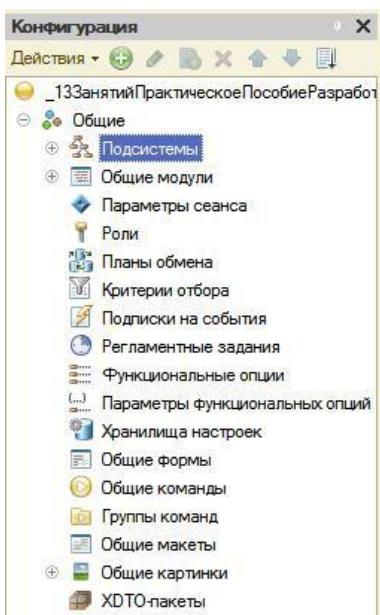 Конфигурация
Действия
_13ЗанятийПрактическоеПособиеРазработ
Общие
Подсистемы
Общие модули
Параметры сеанса
Роли
Планы обмена
Критерии отбора
Подписки на события
Регламентные задания
Функциональные опции
Параметры функциональных опций
Хранилища настроек
Общие формы
Общие команды
Группы команд
Общие макеты
Общие картинки
XDTO-пакеты